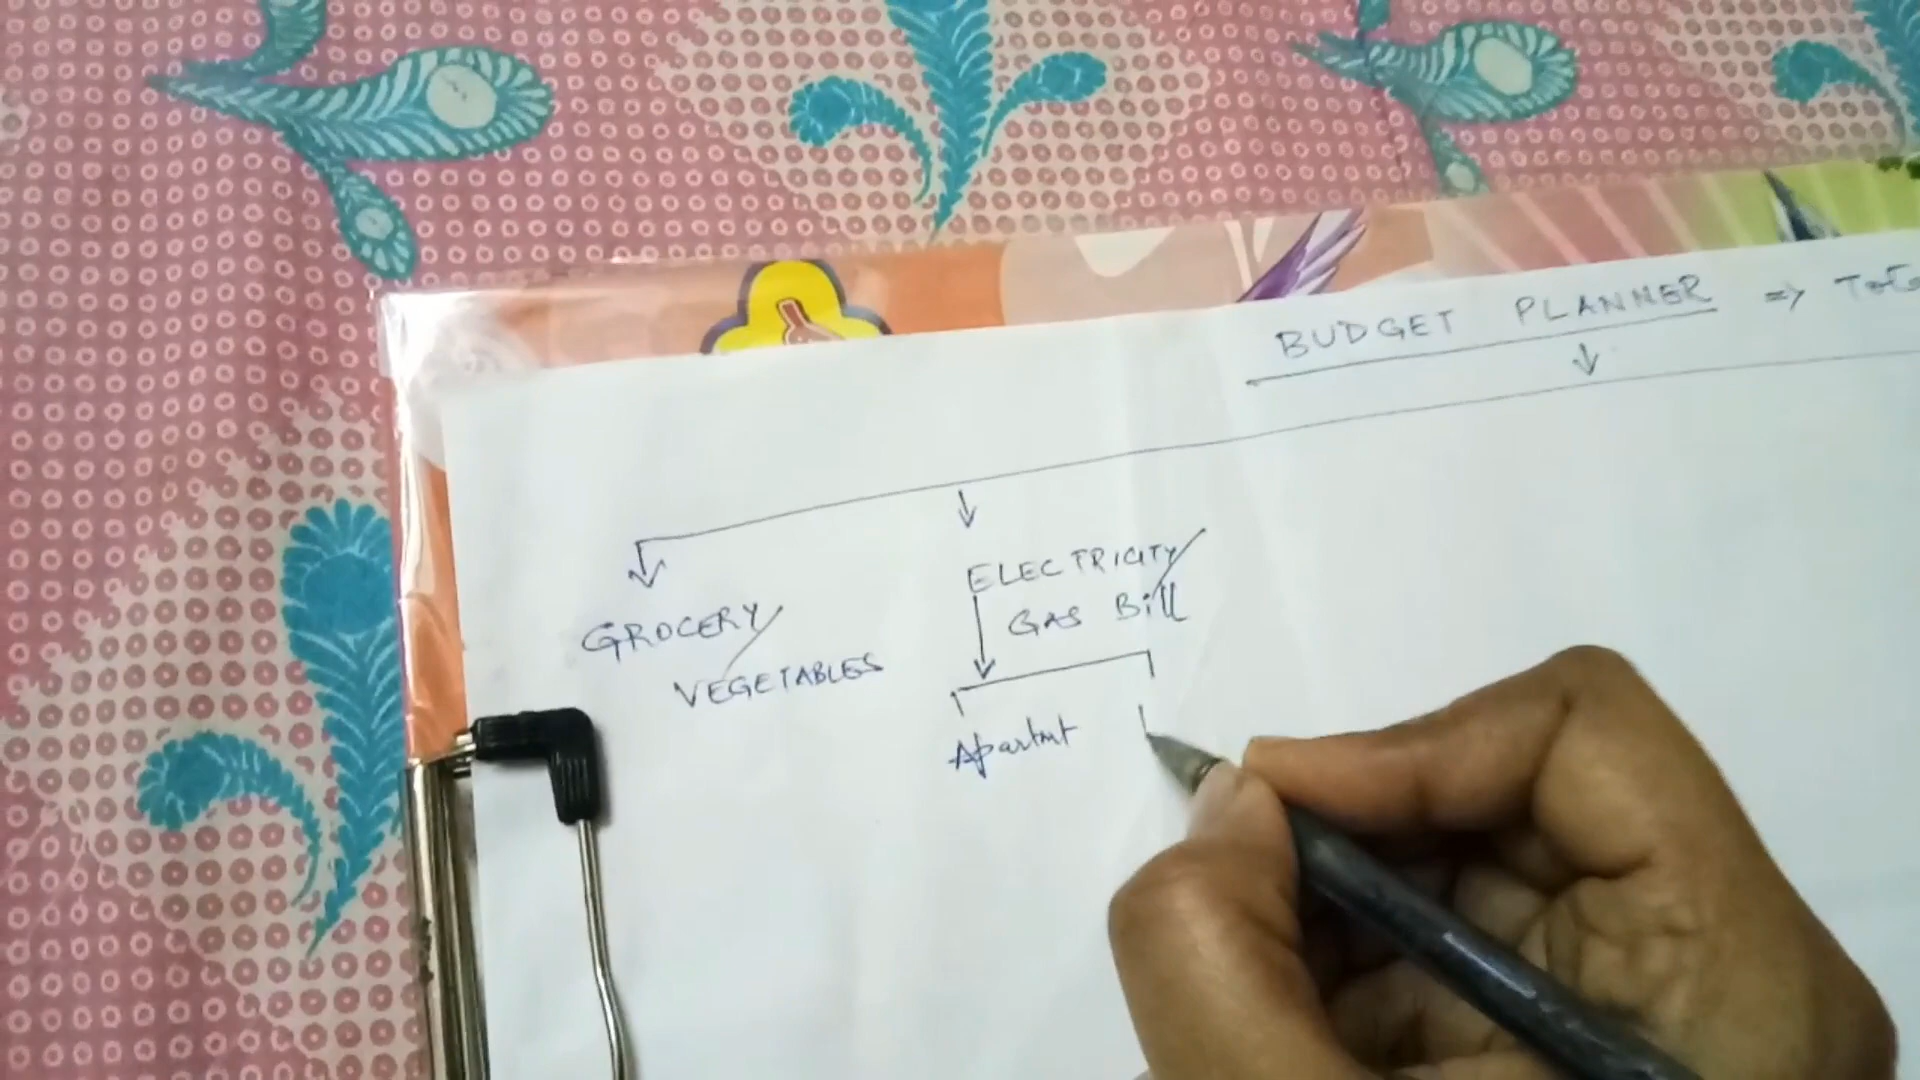 BUDGET PLANNER ⇒
GROCERY/
VEGETABLES
ELECTRICITY/
GAS Bill
Apartmt